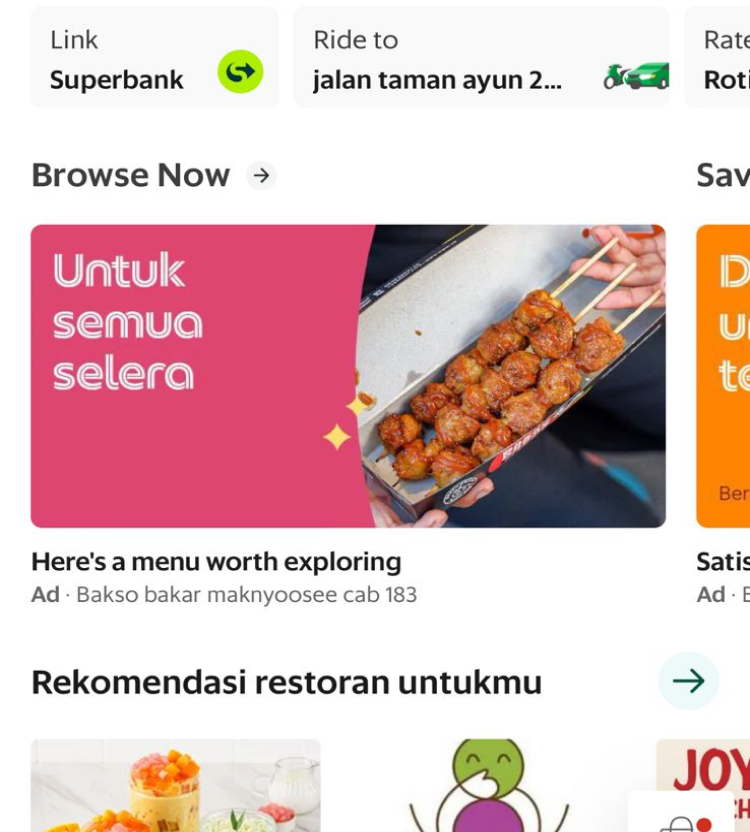 Link
Superbank
Ride to
jalan taman ayun 2...
Rate
Roti
Browse Now
Sav
Untuk
semua
selera
D
te
Ber
Here's a menu worth exploring
Ad · Bakso bakar maknyoosee cab 183
Satis
Ad ·
Rekomendasi restoran untukmu
JOY